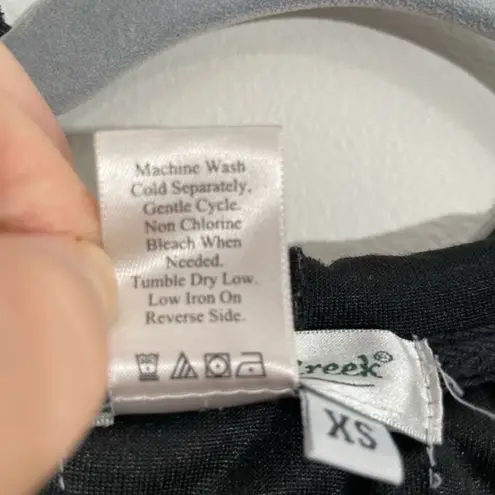 Machine Wash
Cold Separately,
Gentle Cycle.
Non Chlorine
Bleach When
Needed.
Tumble Dry Low.
Low Iron On
Reverse Side.
Creek®
XS